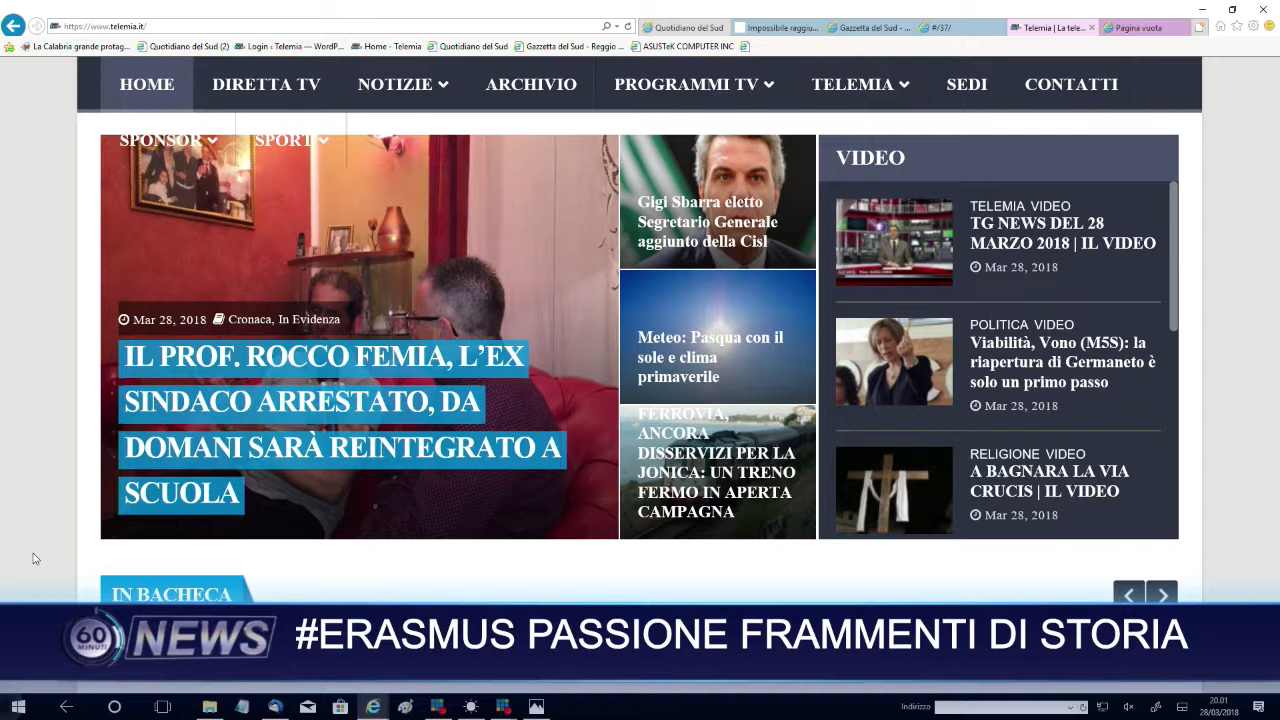 https://www.telemia.it/
Quotidiano del Sud
Impossibile raggiu...
Gazzetta del Sud - ...
#/37/
Telemia | La tele...
Pagina vuota
La Calabria grande protag...
Quotidiano del Sud (2)
Login ‹ Telemia — WordP...
Home - Telemia
Quotidiano del Sud
Gazzetta del Sud - Reggio ...
ASUSTeK COMPUTER INC
HOME
DIRETTA TV
NOTIZIE
ARCHIVIO
PROGRAMMI TV
TELEMIA
SEDI
CONTATTI
SPONSOR
SPORT
Mar 28, 2018
Cronaca, In Evidenza
IL PROF. ROCCO FEMIA, L’EX
SINDACO ARRESTATO, DA
DOMANI SARÀ REINTEGRATO A
SCUOLA
Gigi Sbarra eletto
Segretario Generale
aggiunto della Cisl
Meteo: Pasqua con il
sole e clima
primaverile
FERROVIA,
ANCORA
DISSERVIZI PER LA
JONICA: UN TRENO
FERMO IN APERTA
CAMPAGNA
VIDEO
TELEMIA VIDEO
TG NEWS DEL 28
MARZO 2018 | IL VIDEO
Mar 28, 2018
POLITICA VIDEO
Viabilità, Vono (M5S): la
riapertura di Germaneto è
solo un primo passo
Mar 28, 2018
RELIGIONE VIDEO
A BAGNARA LA VIA
CRUCIS | IL VIDEO
Mar 28, 2018
IN BACHECA
60
MINUTI
NEWS
#ERASMUS PASSIONE FRAMMENTI DI STORIA
Indirizzo
20.01
28/03/2018